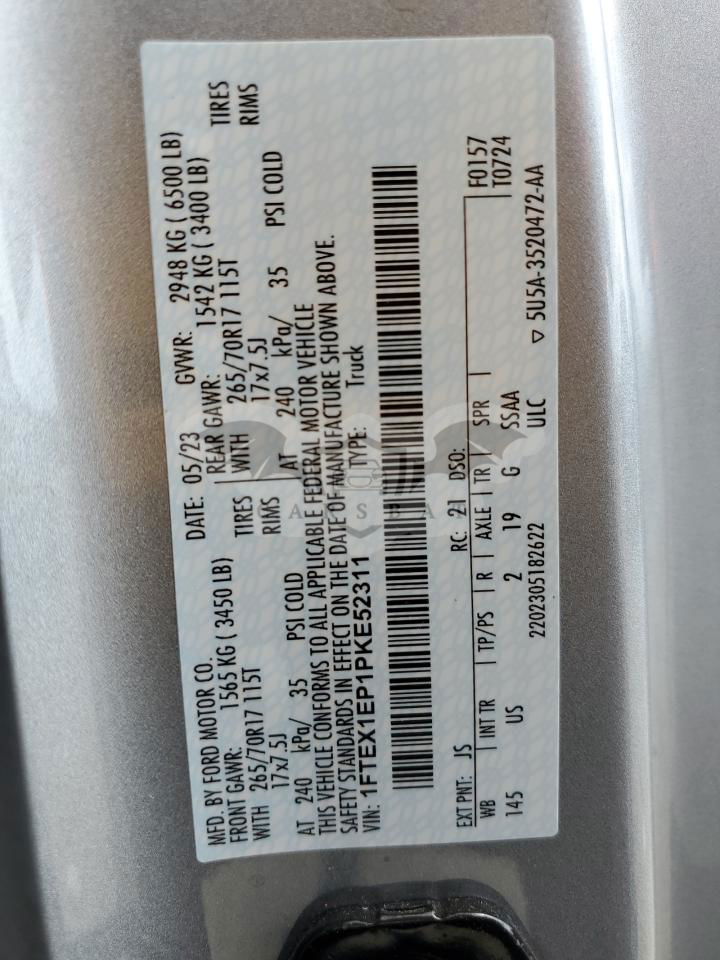 MFD. BY FORD MOTOR CO. DATE: 05/23 GVWR: 2948 KG ( 6500 LB)
FRONT GAWR: 1565 KG ( 3450 LB) REAR GAWR: 1542 KG ( 3400 LB)
WITH 265/70R17 115T TIRES WITH 265/70R17 115T TIRES
17x7.5J RIMS 17x7.5J RIMS
AT 240 kPa/ 35 PSI COLD AT 240 kPa/ 35 PSI COLD
THIS VEHICLE CONFORMS TO ALL APPLICABLE FEDERAL MOTOR VEHICLE
SAFETY STANDARDS IN EFFECT ON THE DATE OF MANUFACTURE SHOWN ABOVE.
VIN: 1FTEX1EP1PKE52311 TYPE: Truck
EXT PNT: JS RC: 21 DSO: F0157
WB INT TR TP/PS R AXLE TR SPR T0724
145 US 2 19 G SSAA
2202305182622 ULC ▽ 5U5A-3520472-AA